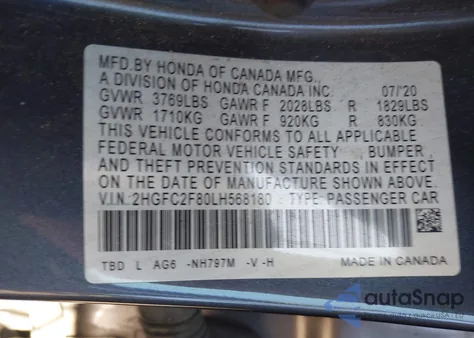 MFD.BY HONDA OF CANADA MFG.,
A DIVISION OF HONDA CANADA INC. 07/'20
GVWR 3769LBS GAWR F 2028LBS R 1829LBS
GVWR 1710KG GAWR F 920KG R 830KG
THIS VEHICLE CONFORMS TO ALL APPLICABLE
FEDERAL MOTOR VEHICLE SAFETY, BUMPER,
AND THEFT PREVENTION STANDARDS IN EFFECT
ON THE DATE OF MANUFACTURE SHOWN ABOVE.
V.I.N.:2HGFC2F80LH568180 TYPE: PASSENGER CAR
TBD L AG6 -NH797M -V -H MADE IN CANADA
autoSnap